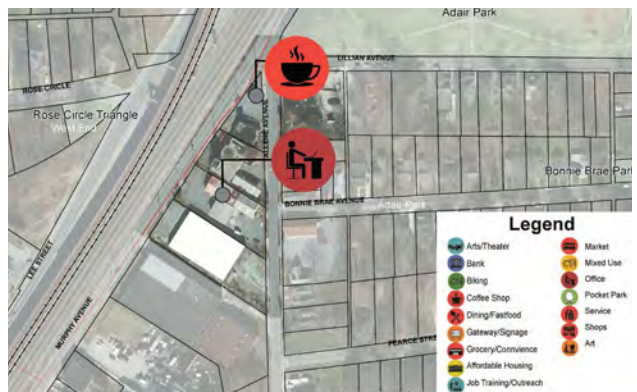 Adair Park
LILLIAN AVENUE
ROSE CIRCLE
Rose Circle Triangle
West End
Bonnie Brae Park
BONNIE BRAE AVENUE
Adair Park
LEE STREET
MURPHY AVENUE
PEARCE STRE
Legend
Arts/Theater
Bank
Biking
Coffee Shop
Dining/Fastfood
Gateway/Signage
Grocery/Connvience
Affordable Housing
Job Training/Outreach
Market
Mixed Use
Office
Pocket Park
Service
Shops
Art